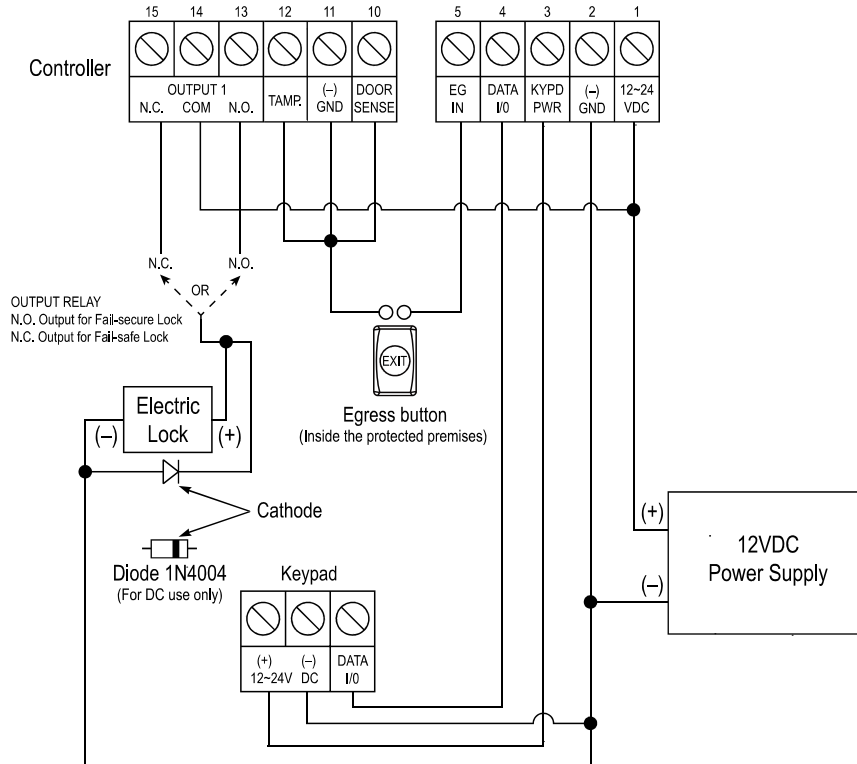 15 14 13 12 11 10 5 4 3 2 1
Controller
OUTPUT 1
N.C. COM N.O.
TAMP.
(–)
GND
DOOR
SENSE
EG
IN
DATA
I/0
KYPD
PWR
(–)
GND
12~24
VDC
N.C. N.O.
OR
OUTPUT RELAY
N.O. Output for Fail-secure Lock
N.C. Output for Fail-safe Lock
EXIT
Egress button
(Inside the protected premises)
Electric
Lock
(–) (+)
Cathode
Diode 1N4004
(For DC use only)
(+)
(–)
12VDC
Power Supply
Keypad
(+)
12~24V
(–)
DC
DATA
I/0